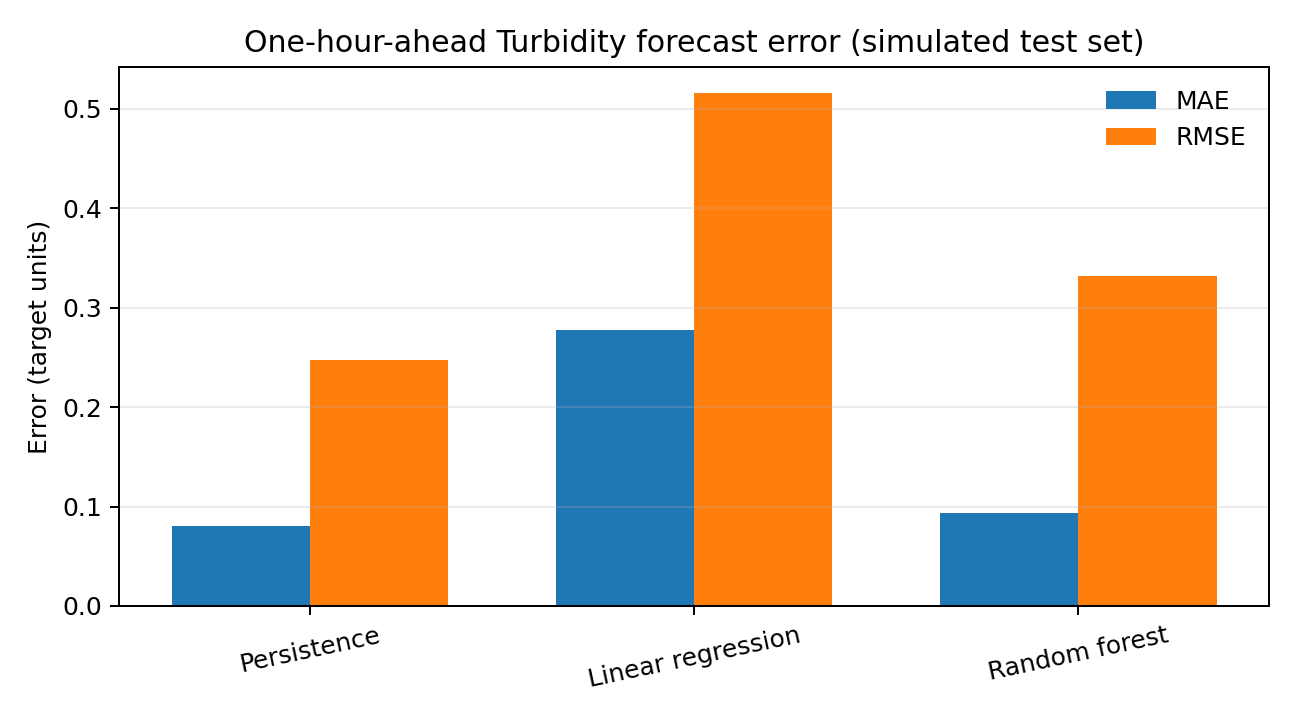 One-hour-ahead Turbidity forecast error (simulated test set)
MAE
RMSE
Error (target units)
0.5
0.4
0.3
0.2
0.1
0.0
Persistence
Linear regression
Random forest